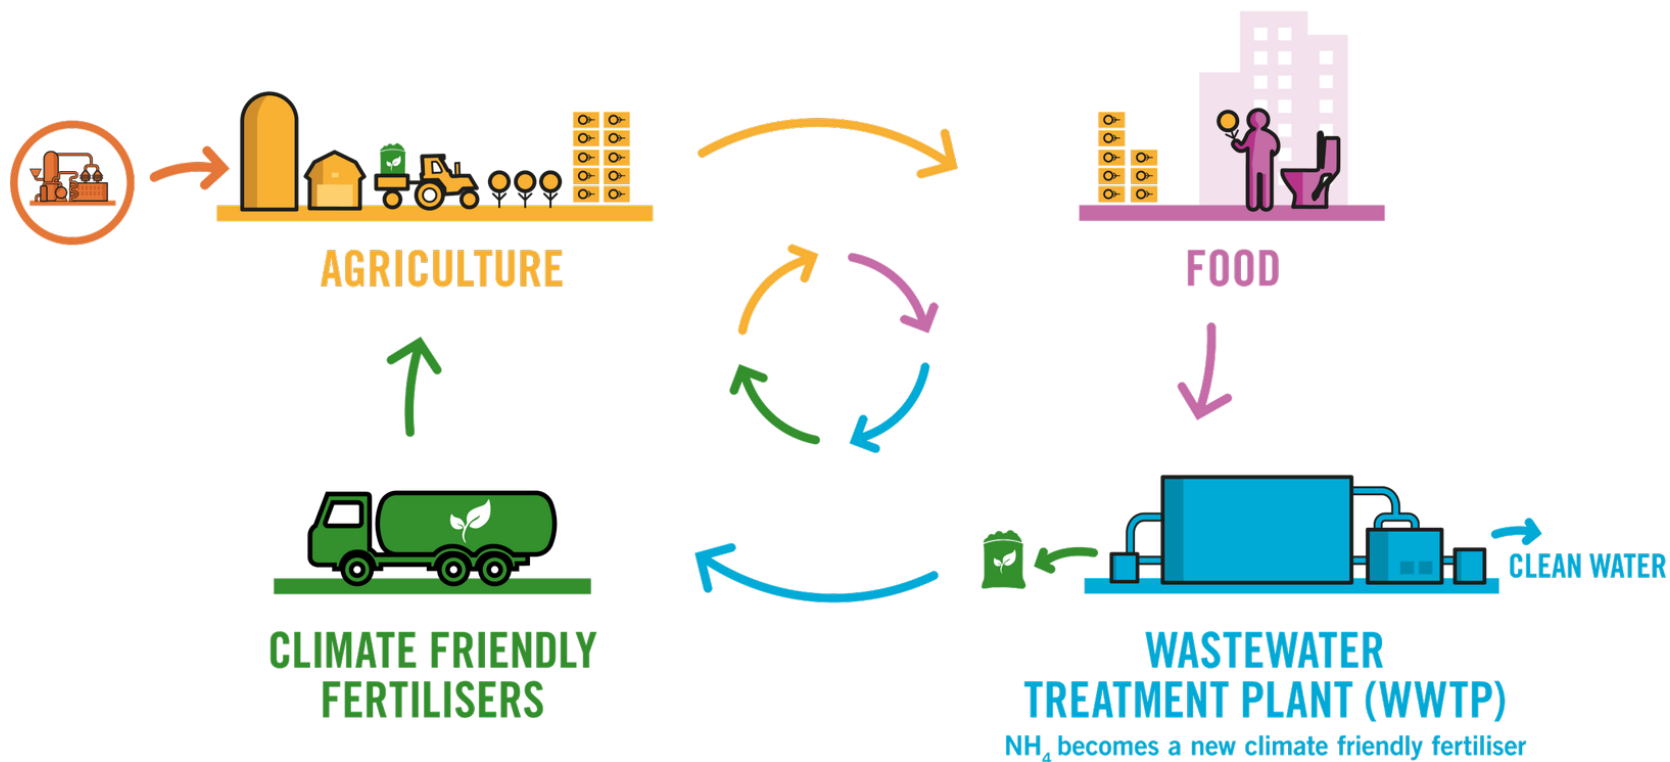 AGRICULTURE
FOOD
CLEAN WATER
CLIMATE FRIENDLY
FERTILISERS
WASTEWATER
TREATMENT PLANT (WWTP)
NH₄ becomes a new climate friendly fertiliser